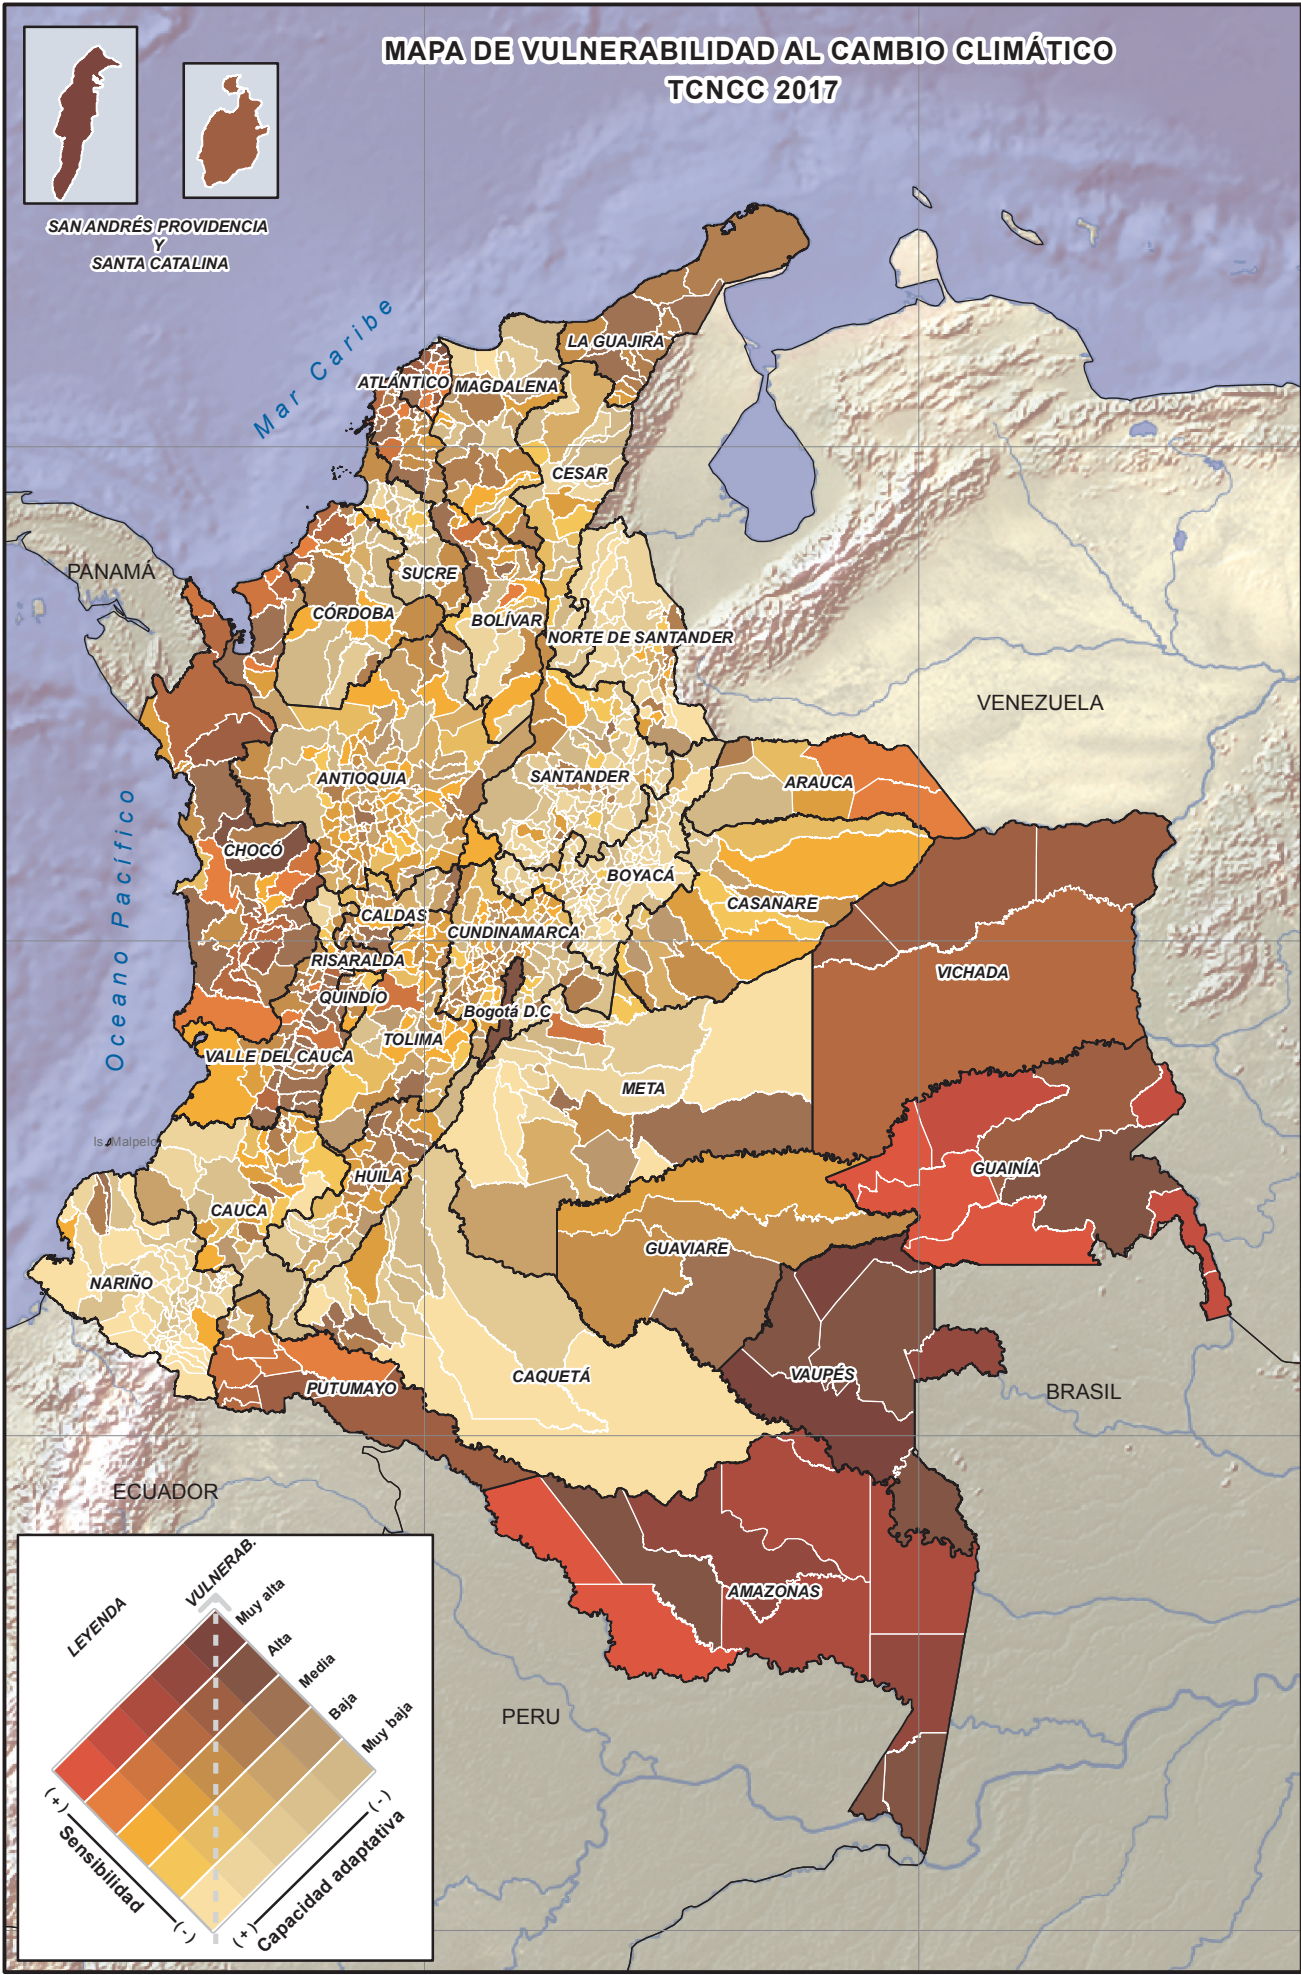 MAPA DE VULNERABILIDAD AL CAMBIO CLIMÁTICO
TCNCC 2017
SAN ANDRÉS PROVIDENCIA
Y
SANTA CATALINA
Mar Caribe
LA GUAJIRA
ATLÁNTICO
MAGDALENA
CESAR
PANAMÁ
SUCRE
CÓRDOBA
BOLÍVAR
NORTE DE SANTANDER
VENEZUELA
ANTIOQUIA
SANTANDER
ARAUCA
Oceano Pacífico
CHOCÓ
BOYACÁ
CASANARE
CALDAS
CUNDINAMARCA
RISARALDA
VICHADA
QUINDÍO
Bogotá D.C
TOLIMA
VALLE DEL CAUCA
META
Is. Malpelo
GUAINÍA
HUILA
CAUCA
GUAVIARE
NARIÑO
CAQUETÁ
VAUPÉS
PUTUMAYO
BRASIL
ECUADOR
AMAZONAS
PERU
LEYENDA
VULNERAB.
Muy alta
Alta
Media
Baja
Muy baja
(+)
Sensibilidad
(-)
(+)
Capacidad adaptativa
(-)